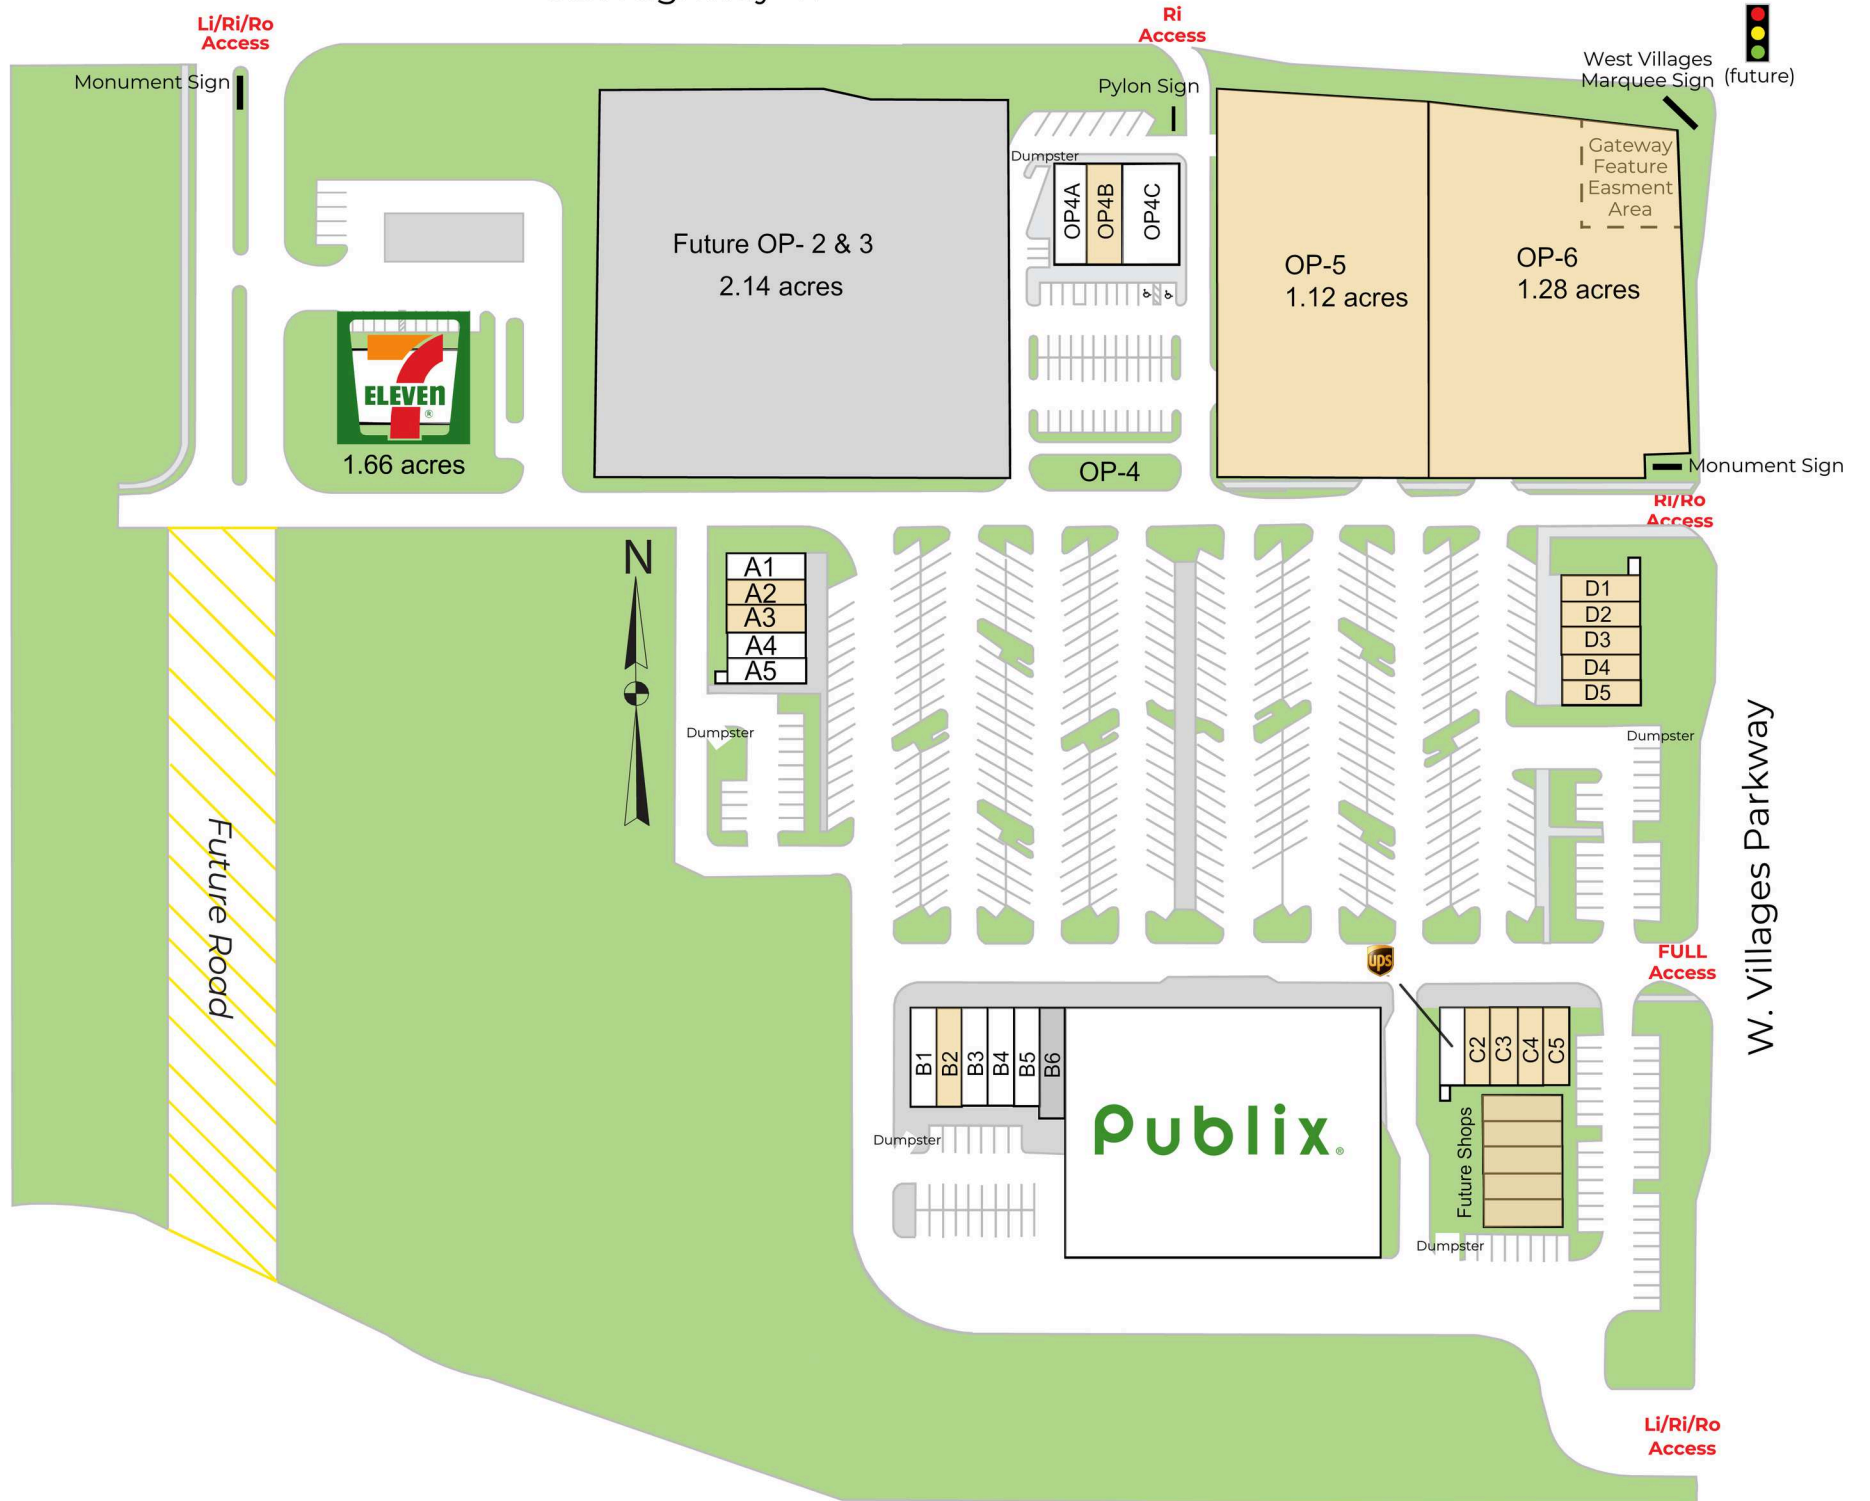 Li/Ri/Ro
Access
Ri
Access
Monument Sign
Pylon Sign
West Villages
Marquee Sign
(future)
Dumpster
OP4A
OP4B
OP4C
Gateway
Feature
Easment
Area
Future OP- 2 & 3
2.14 acres
OP-5
1.12 acres
OP-6
1.28 acres
7
ELEVEN
®
1.66 acres
OP-4
Monument Sign
Ri/Ro
Access
N
A1
A2
A3
A4
A5
D1
D2
D3
D4
D5
Dumpster
Dumpster
Future Road
W. Villages Parkway
FULL
Access
ups
B1
B2
B3
B4
B5
B6
C2
C3
C4
C5
Publix®
Dumpster
Future Shops
Dumpster
Li/Ri/Ro
Access